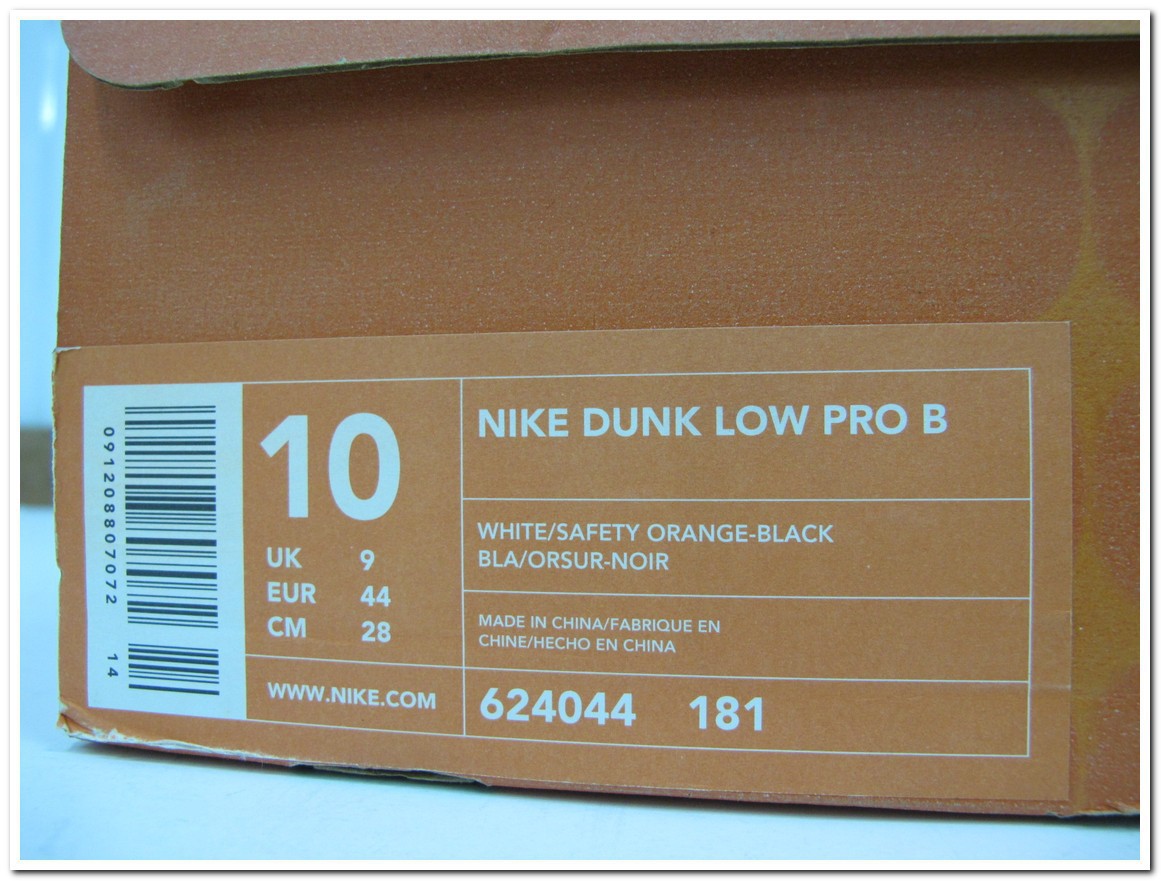 091208807072 14
10
UK 9
EUR 44
CM 28
WWW.NIKE.COM
NIKE DUNK LOW PRO B
WHITE/SAFETY ORANGE-BLACK
BLA/ORSUR-NOIR
MADE IN CHINA/FABRIQUE EN
CHINE/HECHO EN CHINA
624044 181